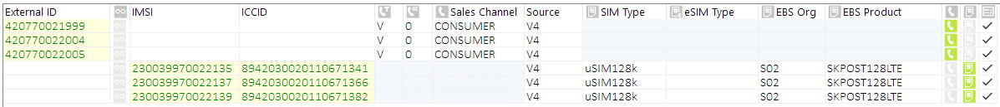 External ID IMSI ICCID Sales Channel Source SIM Type eSIM Type EBS Org EBS Product
420770021999 V 0 CONSUMER V4
420770022004 V 0 CONSUMER V4
420770022005 V 0 CONSUMER V4
230039970022135 8942030020110671341 V4 uSIM128k S02 SKPOST128LTE
230039970022137 8942030020110671366 V4 uSIM128k S02 SKPOST128LTE
230039970022139 8942030020110671382 V4 uSIM128k S02 SKPOST128LTE